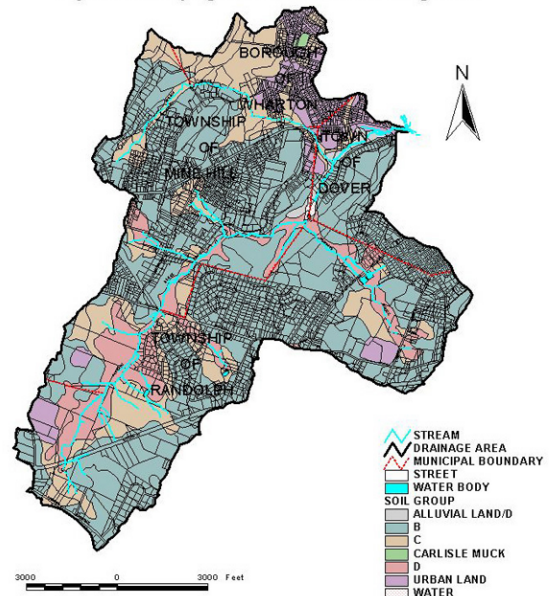 BOROUGH
OF
WHARTON
N
TOWNSHIP
OF
MINE HILL
TOWN
OF
DOVER
TOWNSHIP
OF
RANDOLPH
STREAM
DRAINAGE AREA
MUNICIPAL BOUNDARY
STREET
WATER BODY
SOIL GROUP
ALLUVIAL LAND/D
B
C
CARLISLE MUCK
D
URBAN LAND
WATER
3000 0 3000 Feet